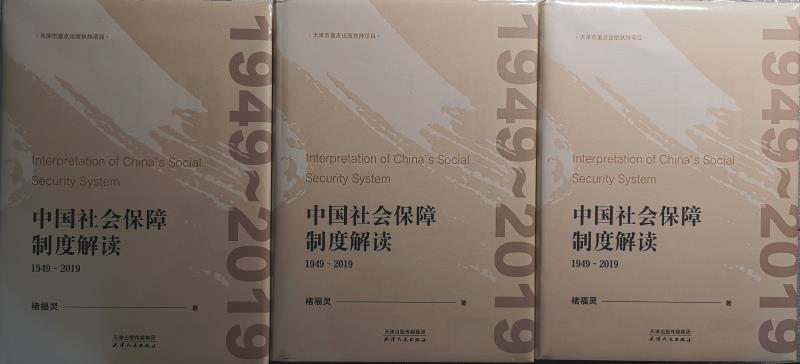 ·天津市重点出版扶持项目·
1949~2019
Interpretation of China's Social
Security System
中国社会保障
制度解读
1949 - 2019
褚福灵 著
天津出版传媒集团
天津人民出版社
·天津市重点出版扶持项目·
1949~2019
Interpretation of China's Social
Security System
中国社会保障
制度解读
1949 - 2019
褚福灵 著
天津出版传媒集团
天津人民出版社
·天津市重点出版扶持项目·
1949~2019
Interpretation of China's Social
Security System
中国社会保障
制度解读
1949 - 2019
褚福灵 著
天津出版传媒集团
天津人民出版社